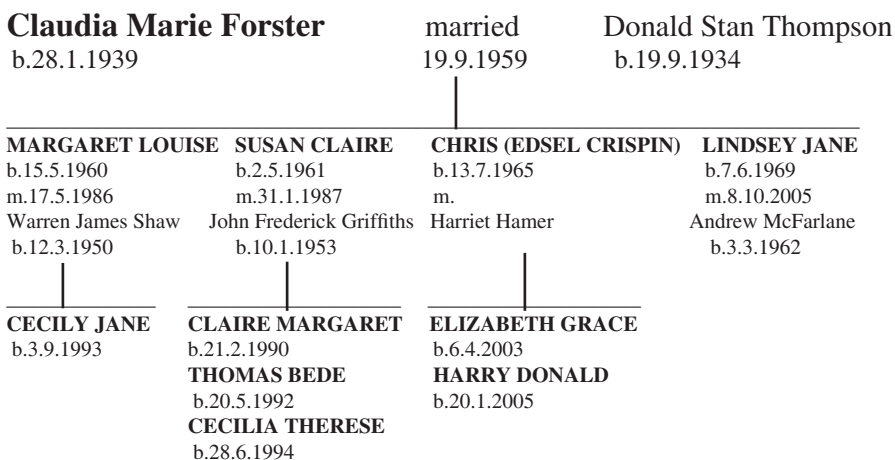 Claudia Marie Forster married Donald Stan Thompson
b.28.1.1939 19.9.1959 b.19.9.1934
MARGARET LOUISE SUSAN CLAIRE CHRIS (EDSEL CRISPIN) LINDSEY JANE
b.15.5.1960 b.2.5.1961 b.13.7.1965 b.7.6.1969
m.17.5.1986 m.31.1.1987 m. m.8.10.2005
Warren James Shaw John Frederick Griffiths Harriet Hamer Andrew McFarlane
b.12.3.1950 b.10.1.1953 b.3.3.1962
CECILY JANE CLAIRE MARGARET ELIZABETH GRACE
b.3.9.1993 b.21.2.1990 b.6.4.2003
THOMAS BEDE HARRY DONALD
b.20.5.1992 b.20.1.2005
CECILIA THERESE
b.28.6.1994